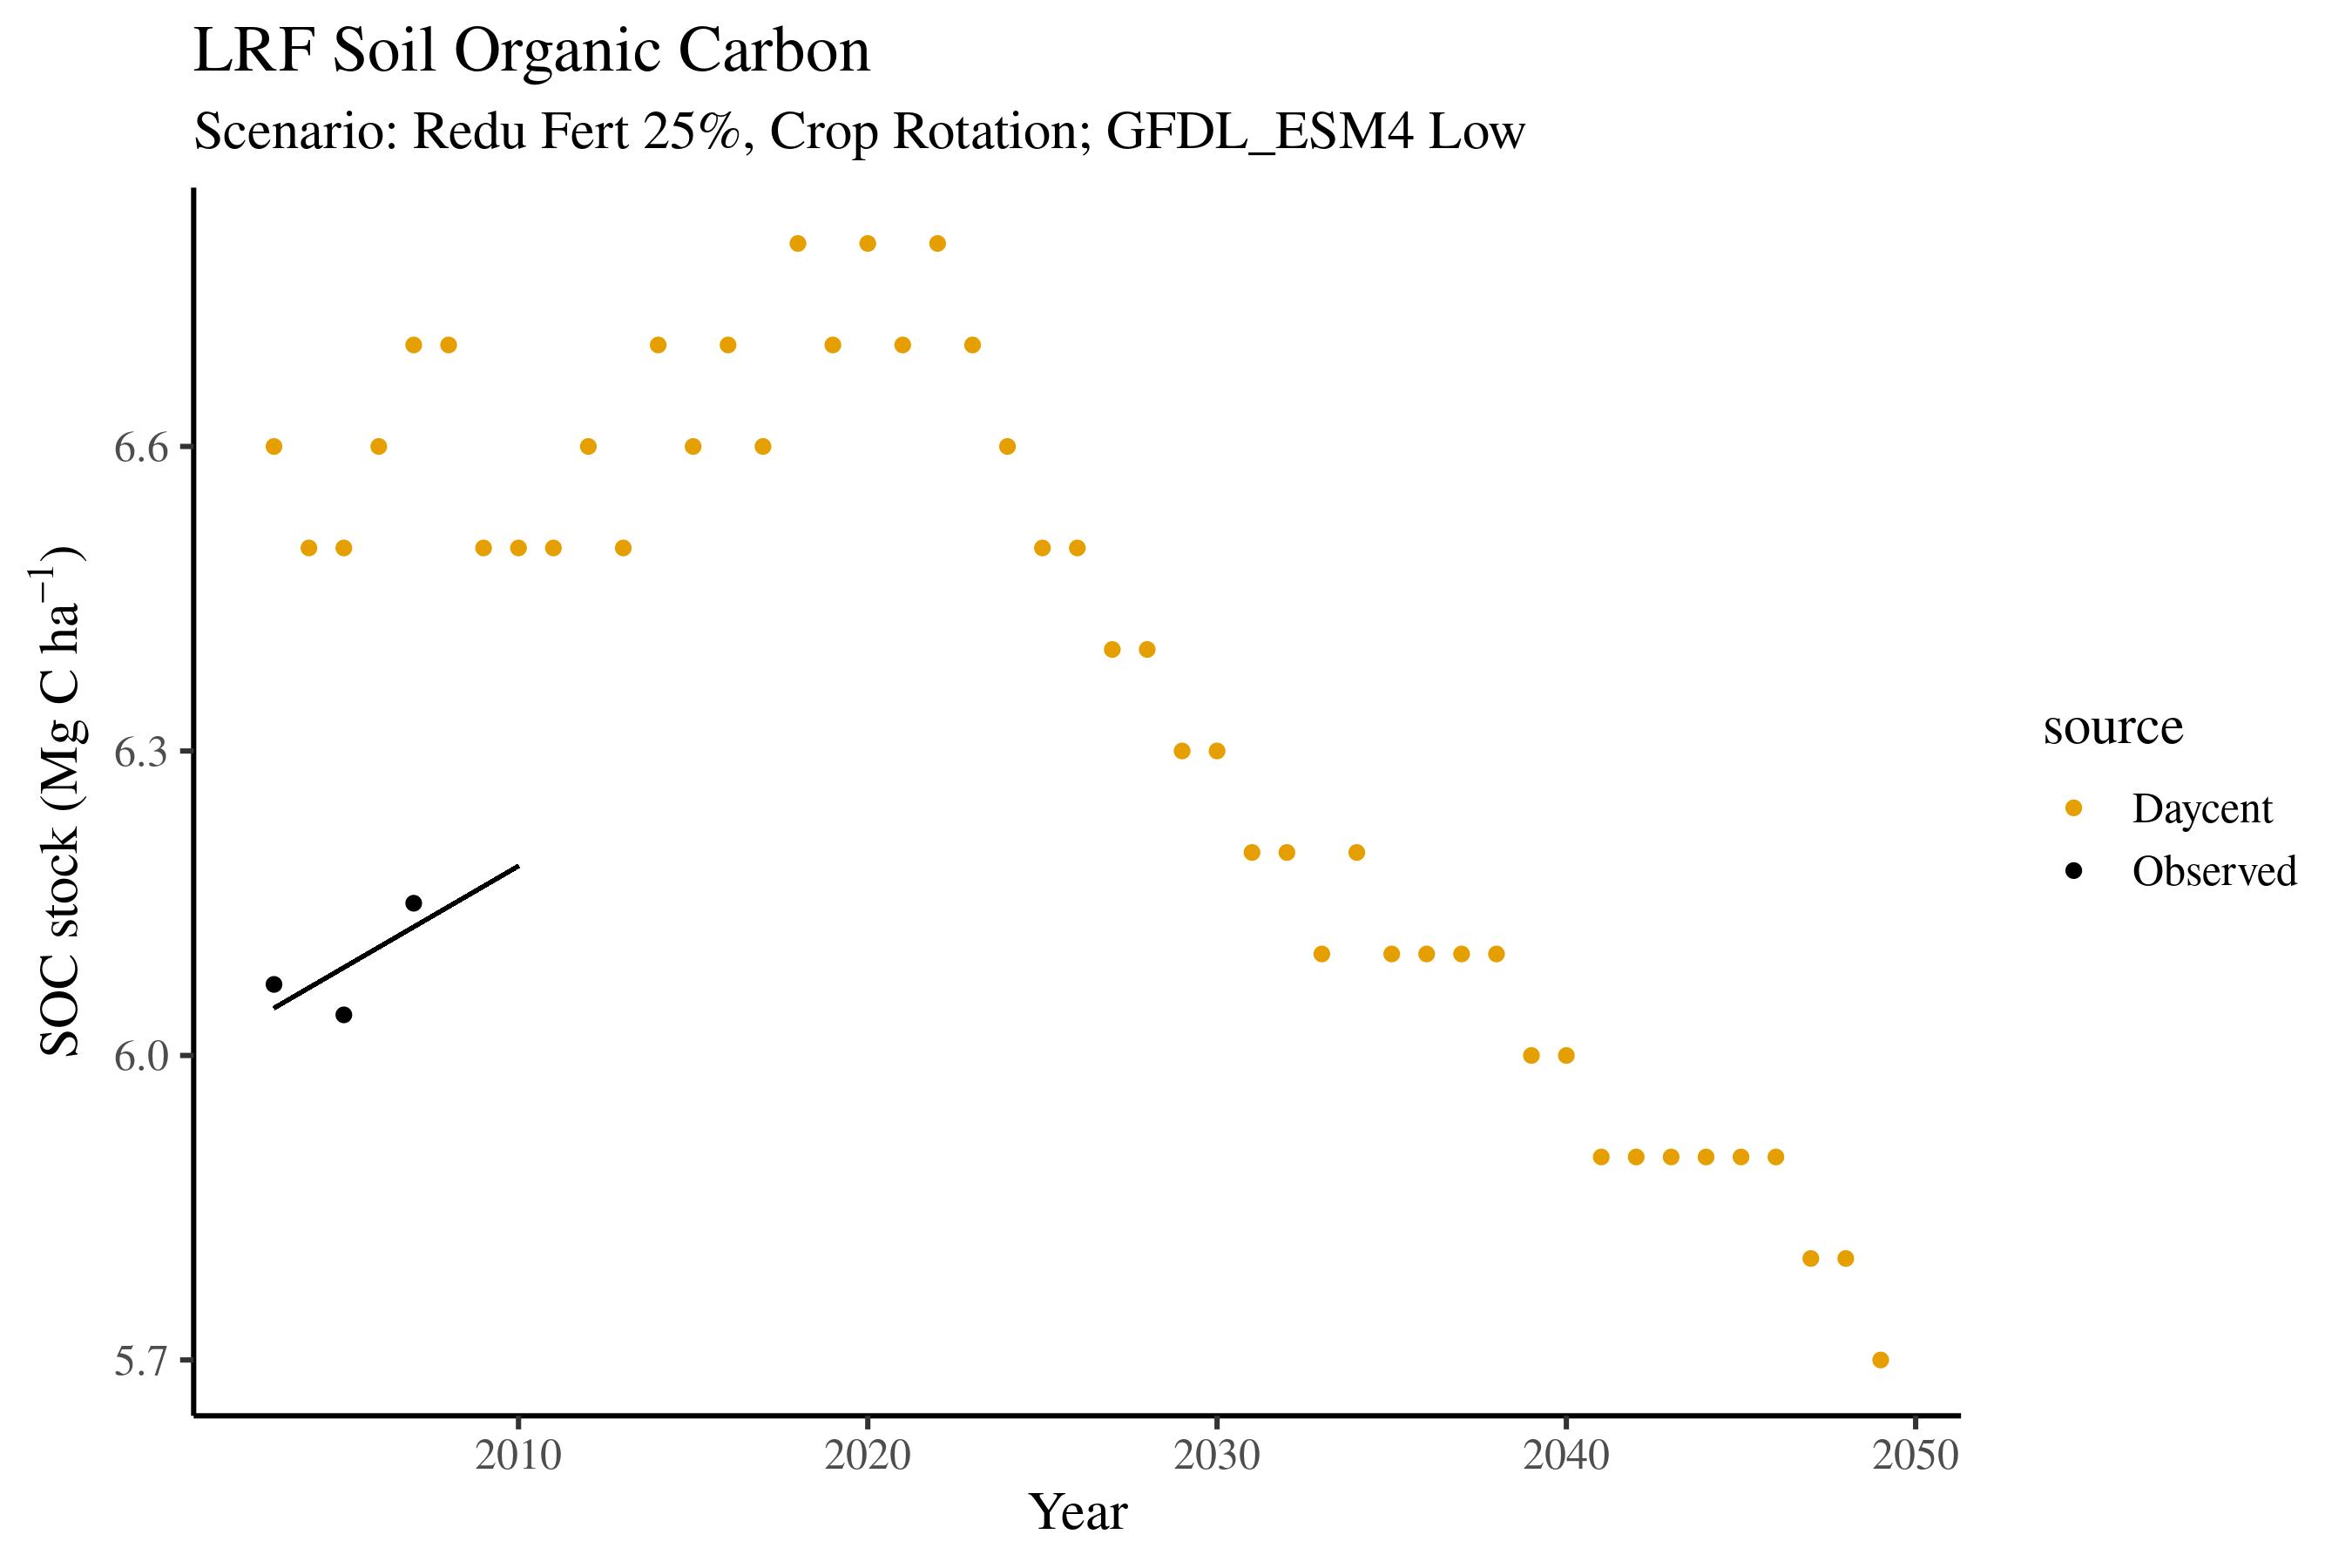 LRF Soil Organic Carbon
Scenario: Redu Fert 25%, Crop Rotation; GFDL_ESM4 Low
SOC stock (Mg C ha⁻¹)
6.6
6.3
6.0
5.7
2010 2020 2030 2040 2050
Year
source
Daycent
Observed